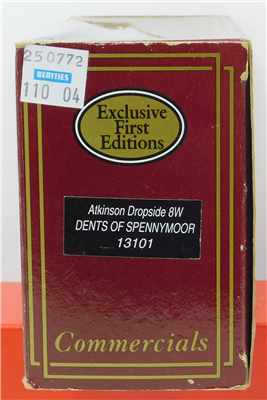 250772
BEATTIES
110 04
Exclusive
First
Editions
Atkinson Dropside 8W
DENTS OF SPENNYMOOR
13101
Commercials